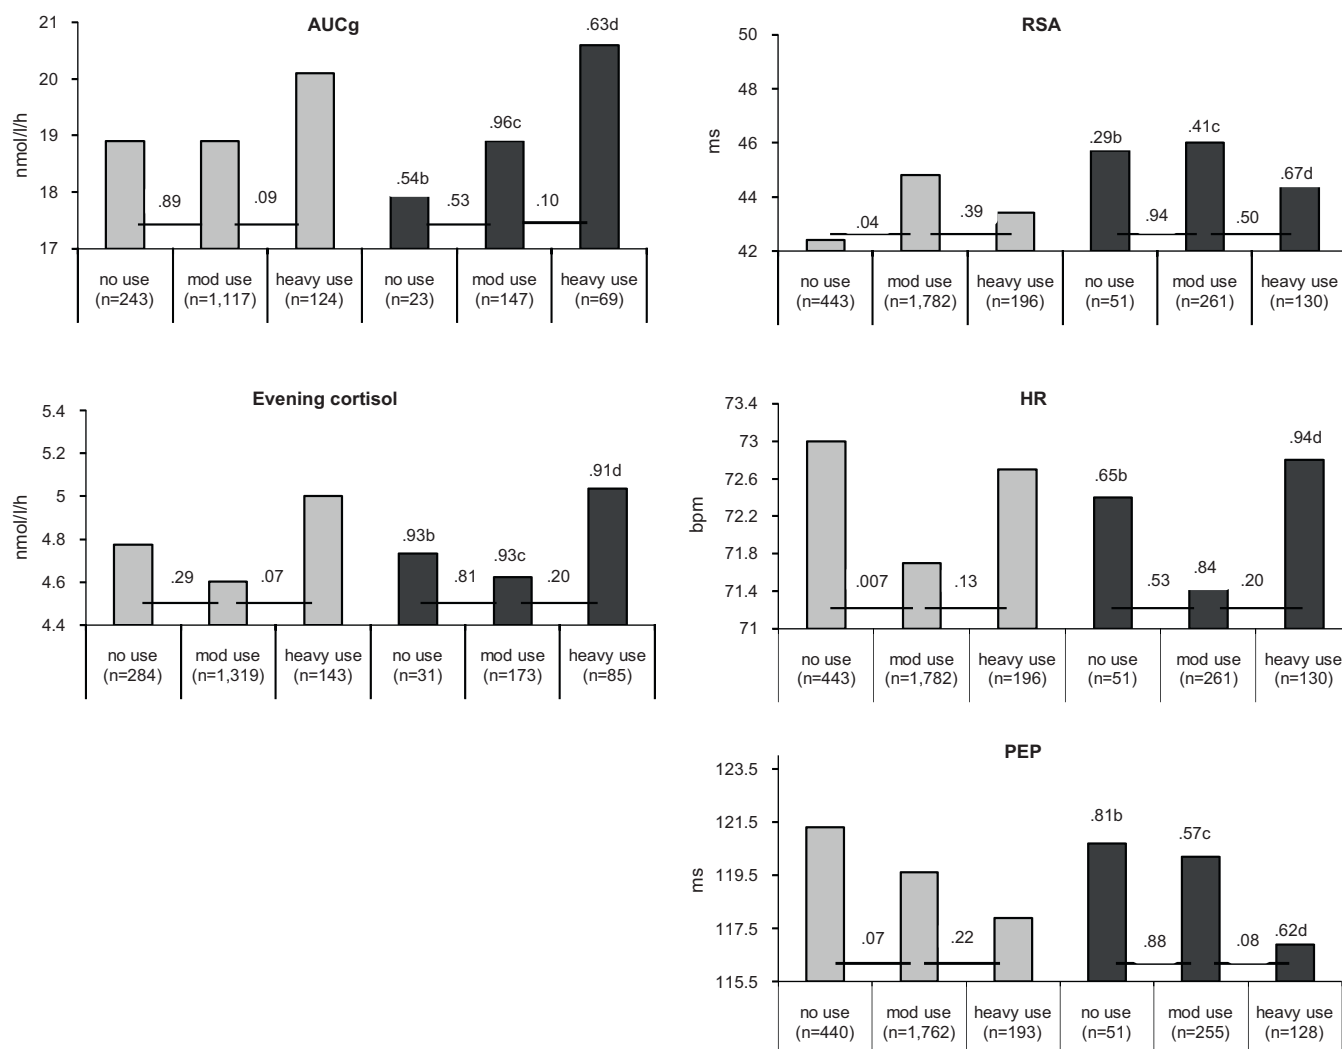 AUCg
21
20
19
18
17
nmol/l/h
.89
.09
.54b
.53
.96c
.10
.63d
no use mod use heavy use no use mod use heavy use
(n=243) (n=1,117) (n=124) (n=23) (n=147) (n=69)
RSA
50
48
46
44
42
ms
.04
.39
.29b
.94
.41c
.50
.67d
no use mod use heavy use no use mod use heavy use
(n=443) (n=1,782) (n=196) (n=51) (n=261) (n=130)
Evening cortisol
5.4
5.2
5
4.8
4.6
4.4
nmol/l/h
.29
.07
.93b
.81
.93c
.20
.91d
no use mod use heavy use no use mod use heavy use
(n=284) (n=1,319) (n=143) (n=31) (n=173) (n=85)
HR
73.4
73
72.6
72.2
71.8
71.4
71
bpm
.007
.13
.65b
.53
.84
.20
.94d
no use mod use heavy use no use mod use heavy use
(n=443) (n=1,782) (n=196) (n=51) (n=261) (n=130)
PEP
123.5
121.5
119.5
117.5
115.5
ms
.07
.22
.81b
.88
.57c
.08
.62d
no use mod use heavy use no use mod use heavy use
(n=440) (n=1,762) (n=193) (n=51) (n=255) (n=128)